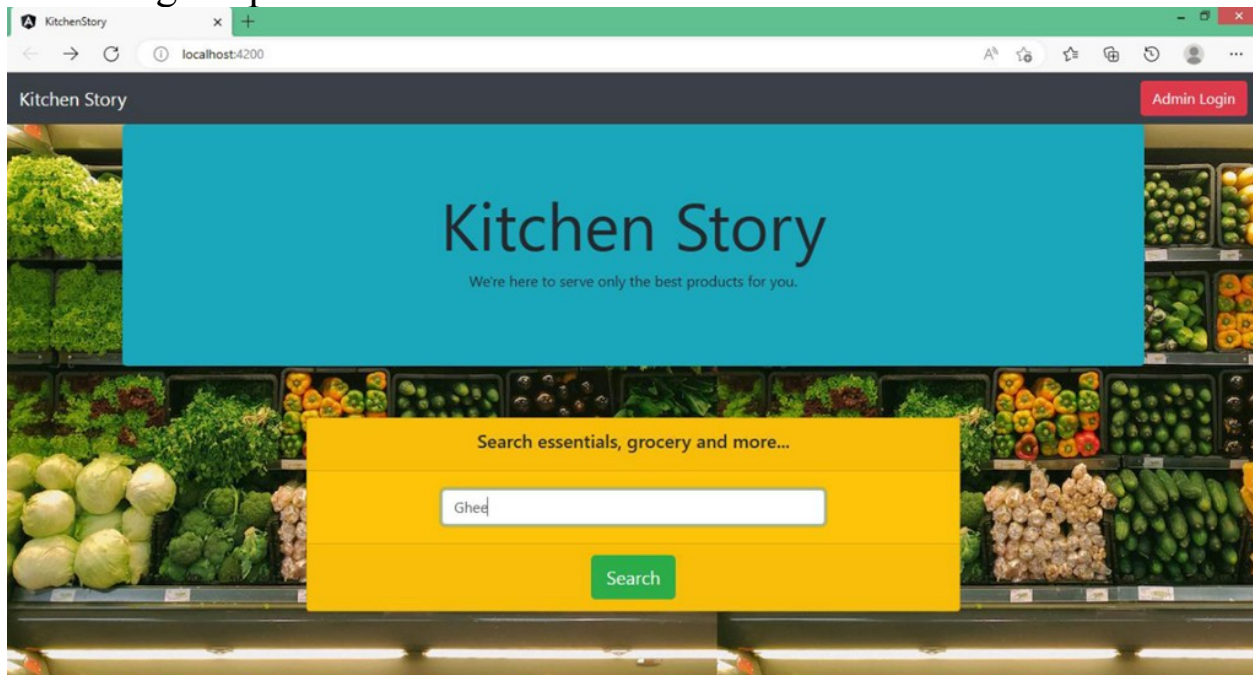 KitchenStory
localhost:4200
Kitchen Story
Admin Login
Kitchen Story
We're here to serve only the best products for you.
Search essentials, grocery and more...
Ghee
Search